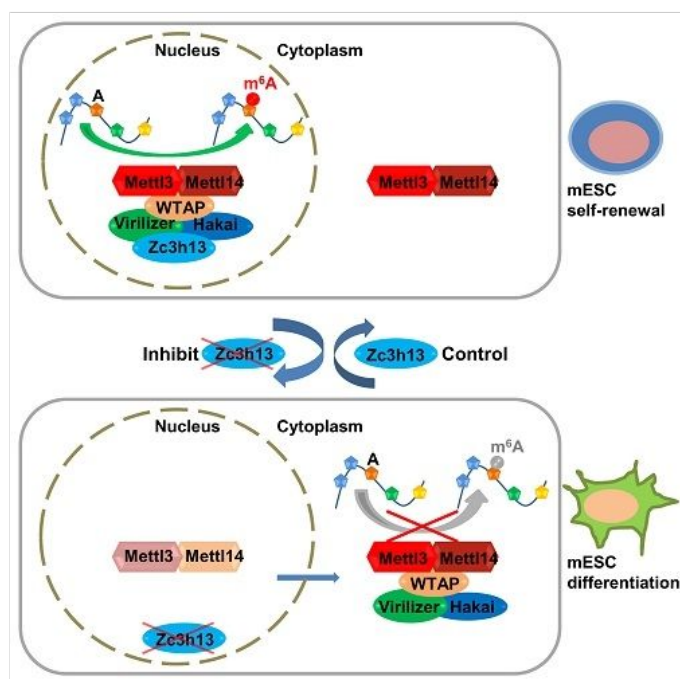 Nucleus Cytoplasm
A m⁶A
Mettl3 Mettl14
WTAP
Virilizer Hakai
Zc3h13
Mettl3 Mettl14
mESC
self-renewal
Inhibit Zc3h13
Zc3h13 Control
Nucleus Cytoplasm
A m⁶A
Mettl3 Mettl14
Zc3h13
Mettl3 Mettl14
WTAP
Virilizer Hakai
mESC
differentiation